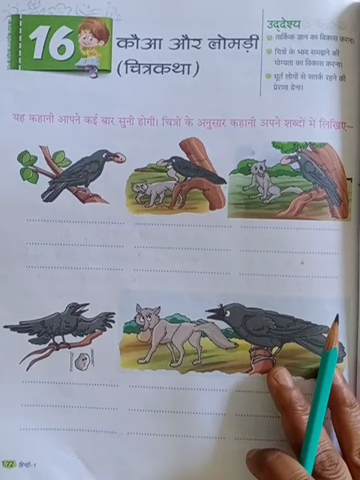 16
कौआ और लोमड़ी
(चित्रकथा)
उद्देश्य
तार्किक ज्ञान का विकास करना।
चित्रों के भाव समझने की
योग्यता का विकास करना।
धूर्त लोगों से सतर्क रहने की
प्रेरणा देना।
यह कहानी आपने कई बार सुनी होगी। चित्रों के अनुसार कहानी अपने शब्दों में लिखिए–
122 हिन्दी-1